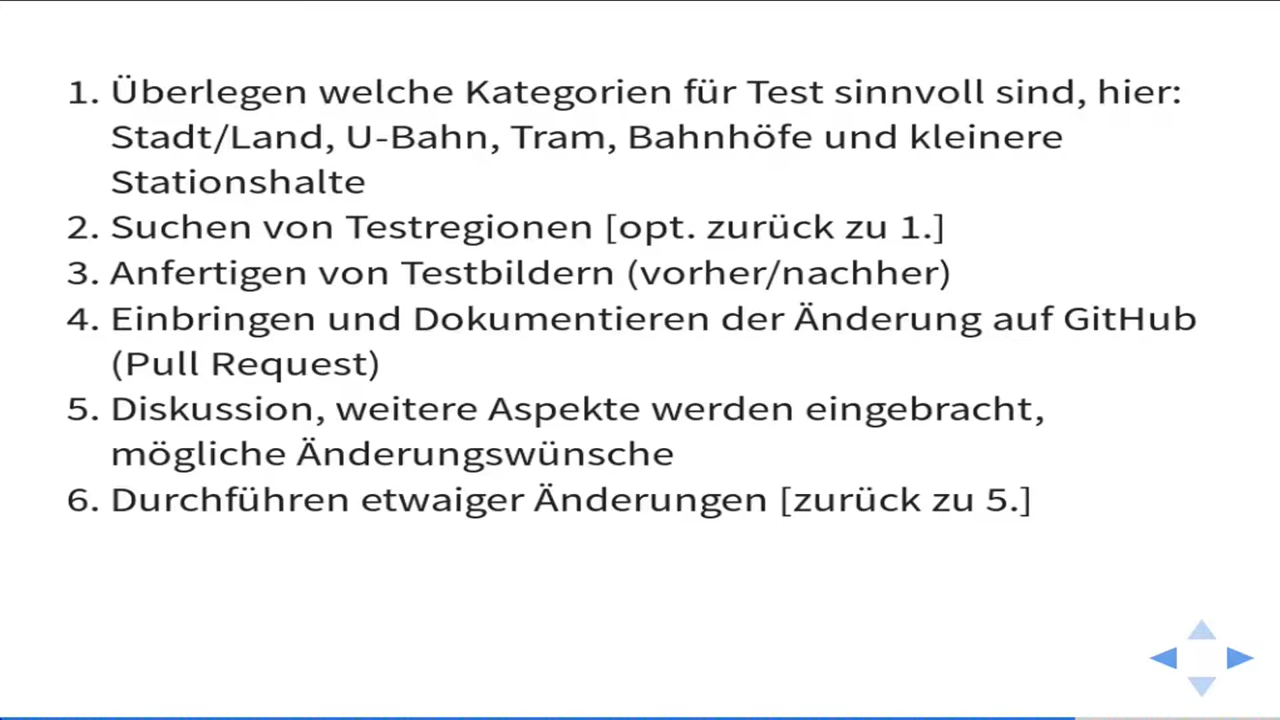 1. Überlegen welche Kategorien für Test sinnvoll sind, hier:
Stadt/Land, U-Bahn, Tram, Bahnhöfe und kleinere
Stationshalte
2. Suchen von Testregionen [opt. zurück zu 1.]
3. Anfertigen von Testbildern (vorher/nachher)
4. Einbringen und Dokumentieren der Änderung auf GitHub
(Pull Request)
5. Diskussion, weitere Aspekte werden eingebracht,
mögliche Änderungswünsche
6. Durchführen etwaiger Änderungen [zurück zu 5.]